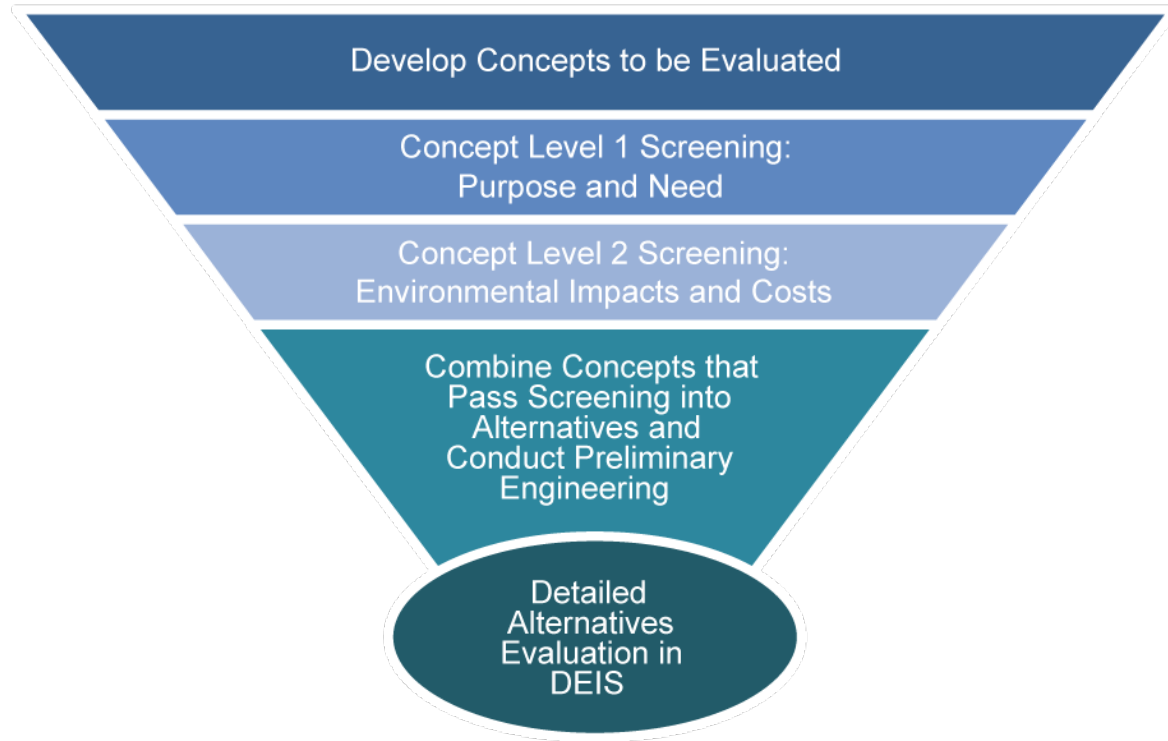 Develop Concepts to be Evaluated
Concept Level 1 Screening:
Purpose and Need
Concept Level 2 Screening:
Environmental Impacts and Costs
Combine Concepts that
Pass Screening into
Alternatives and
Conduct Preliminary
Engineering
Detailed
Alternatives
Evaluation in
DEIS